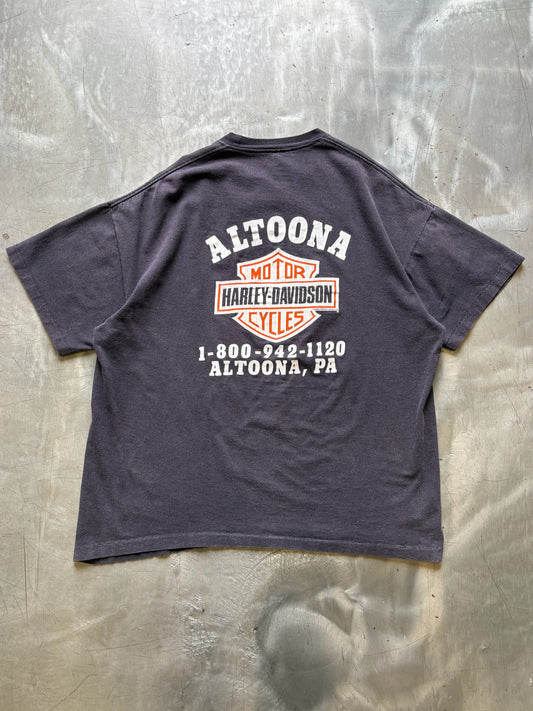 ALTOONA
MOTOR
HARLEY-DAVIDSON
CYCLES
1-800-942-1120
ALTOONA, PA